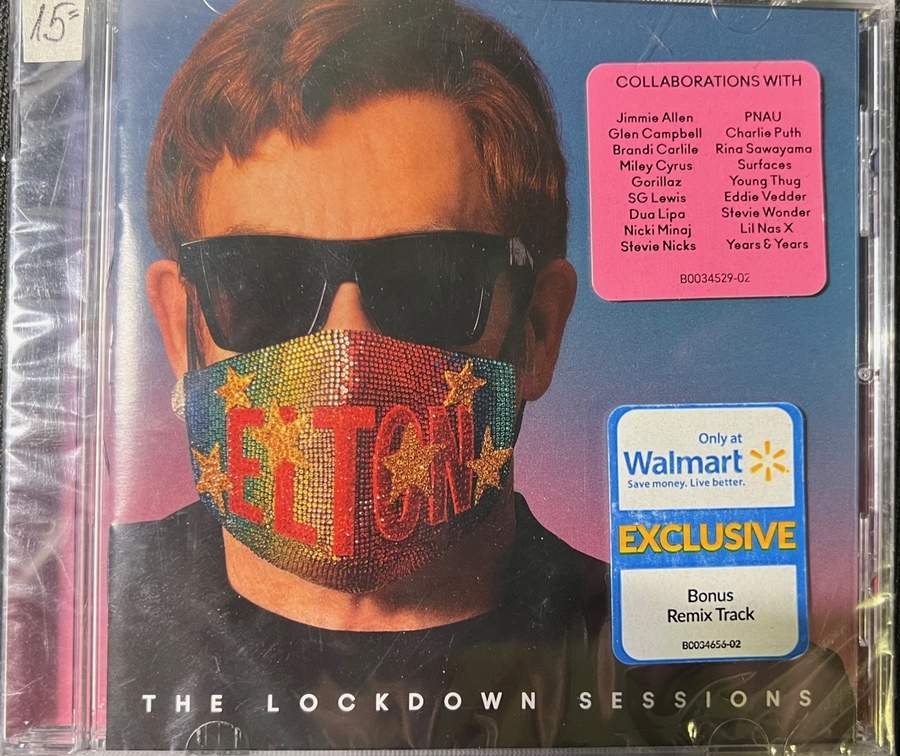 15=
COLLABORATIONS WITH
Jimmie Allen
Glen Campbell
Brandi Carlile
Miley Cyrus
Gorillaz
SG Lewis
Dua Lipa
Nicki Minaj
Stevie Nicks
PNAU
Charlie Puth
Rina Sawayama
Surfaces
Young Thug
Eddie Vedder
Stevie Wonder
Lil Nas X
Years & Years
B0034529-02
ELTON
Only at
Walmart
Save money. Live better.
EXCLUSIVE
Bonus
Remix Track
B0034656-02
THE LOCKDOWN SESSIONS